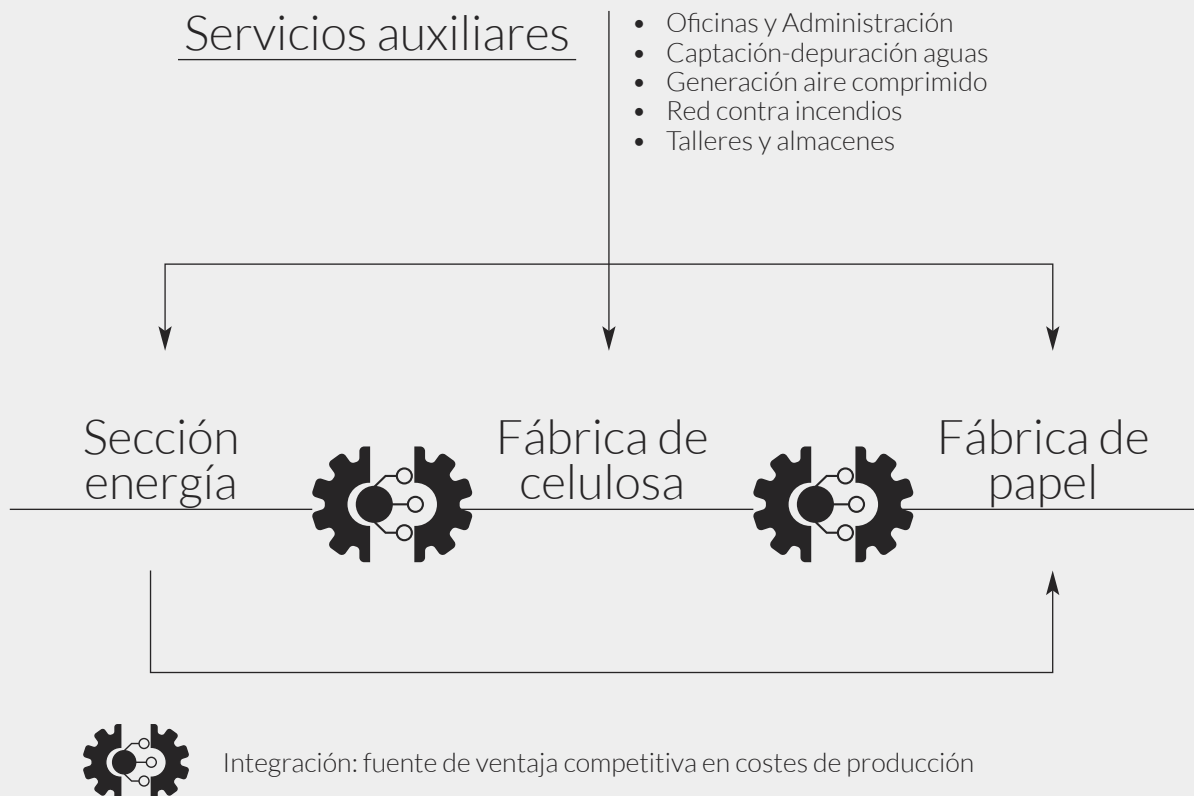 Servicios auxiliares
• Oficinas y Administración
• Captación-depuración aguas
• Generación aire comprimido
• Red contra incendios
• Talleres y almacenes
Sección
energía
Fábrica de
celulosa
Fábrica de
papel
Integración: fuente de ventaja competitiva en costes de producción